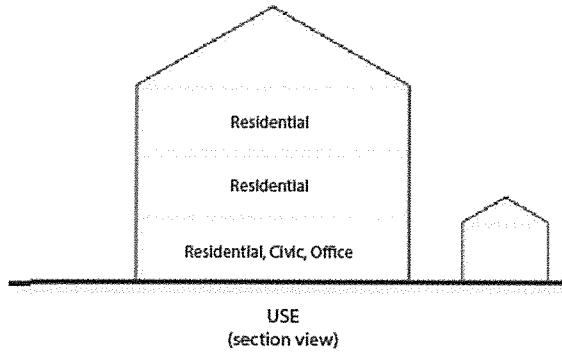 Residential
Residential
Residential, Civic, Office
USE
(section view)